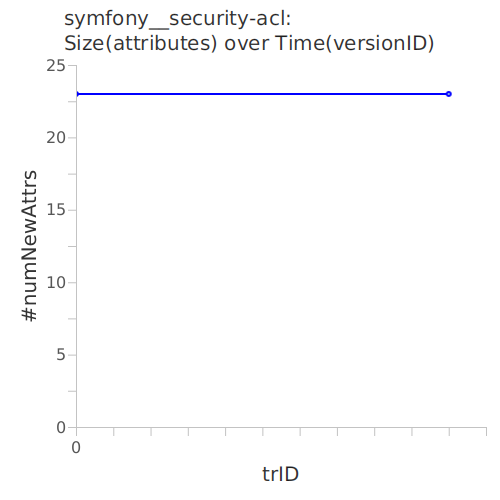 symfony__security-acl:
Size(attributes) over Time(versionID)
25
20
15
10
5
0
#numNewAttrs
0
trID